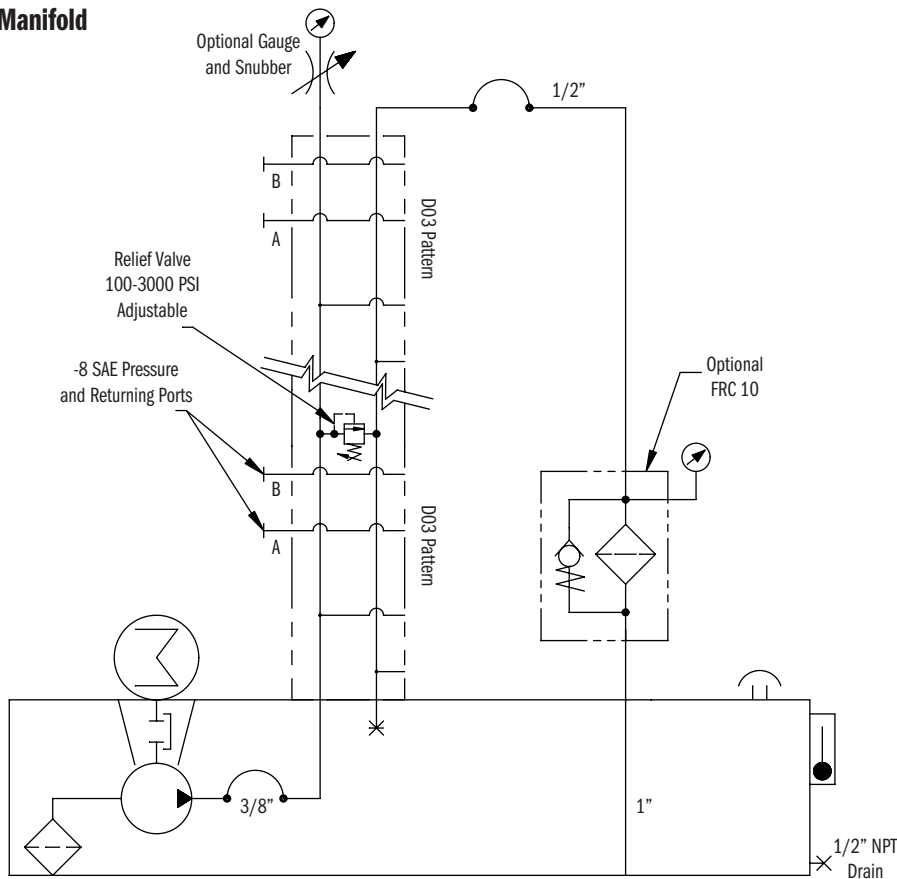 Manifold
Optional Gauge
and Snubber
1/2”
B
A
D03 Pattern
Relief Valve
100-3000 PSI
Adjustable
-8 SAE Pressure
and Returning Ports
Optional
FRC 10
B
A
D03 Pattern
3/8”
1”
1/2” NPT
Drain